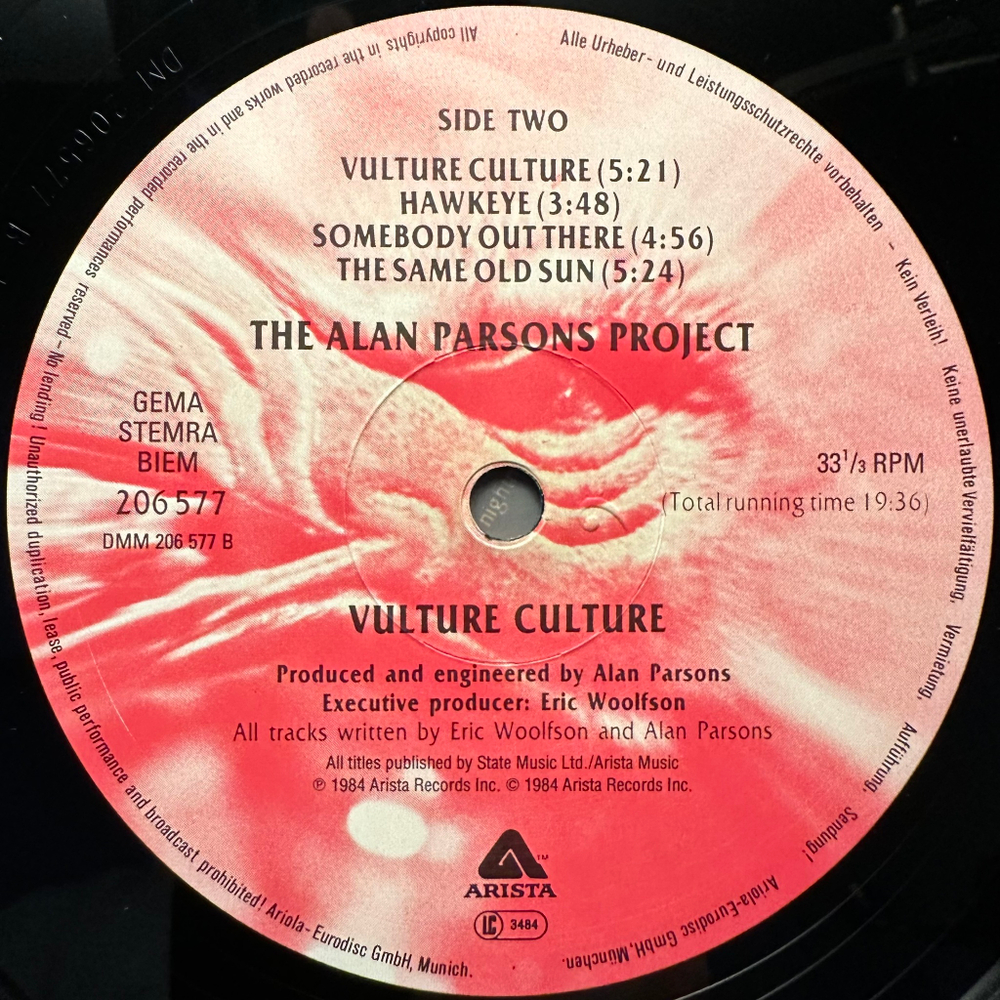 SIDE TWO
VULTURE CULTURE (5:21)
HAWKEYE (3:48)
SOMEBODY OUT THERE (4:56)
THE SAME OLD SUN (5:24)
THE ALAN PARSONS PROJECT
GEMA
STEMRA
BIEM
206 577
DMM 206 577 B
33 1/3 RPM
(Total running time 19:36)
VULTURE CULTURE
Produced and engineered by Alan Parsons
Executive producer: Eric Woolfson
All tracks written by Eric Woolfson and Alan Parsons
All titles published by State Music Ltd./Arista Music
℗ 1984 Arista Records Inc. © 1984 Arista Records Inc.
TM
ARISTA
LC 3484
Alle Urheber- und Leistungsschutzrechte vorbehalten – Kein Verleih! Keine unerlaubte Vervielfältigung, Vermietung, Aufführung, Sendung! Ariola-Eurodisc GmbH, München.
All copyrights in the recorded works and in the recorded performances reserved – No lending! Unauthorized duplication, lease, public performance and broadcast prohibited! Ariola-Eurodisc GmbH, Munich.
night